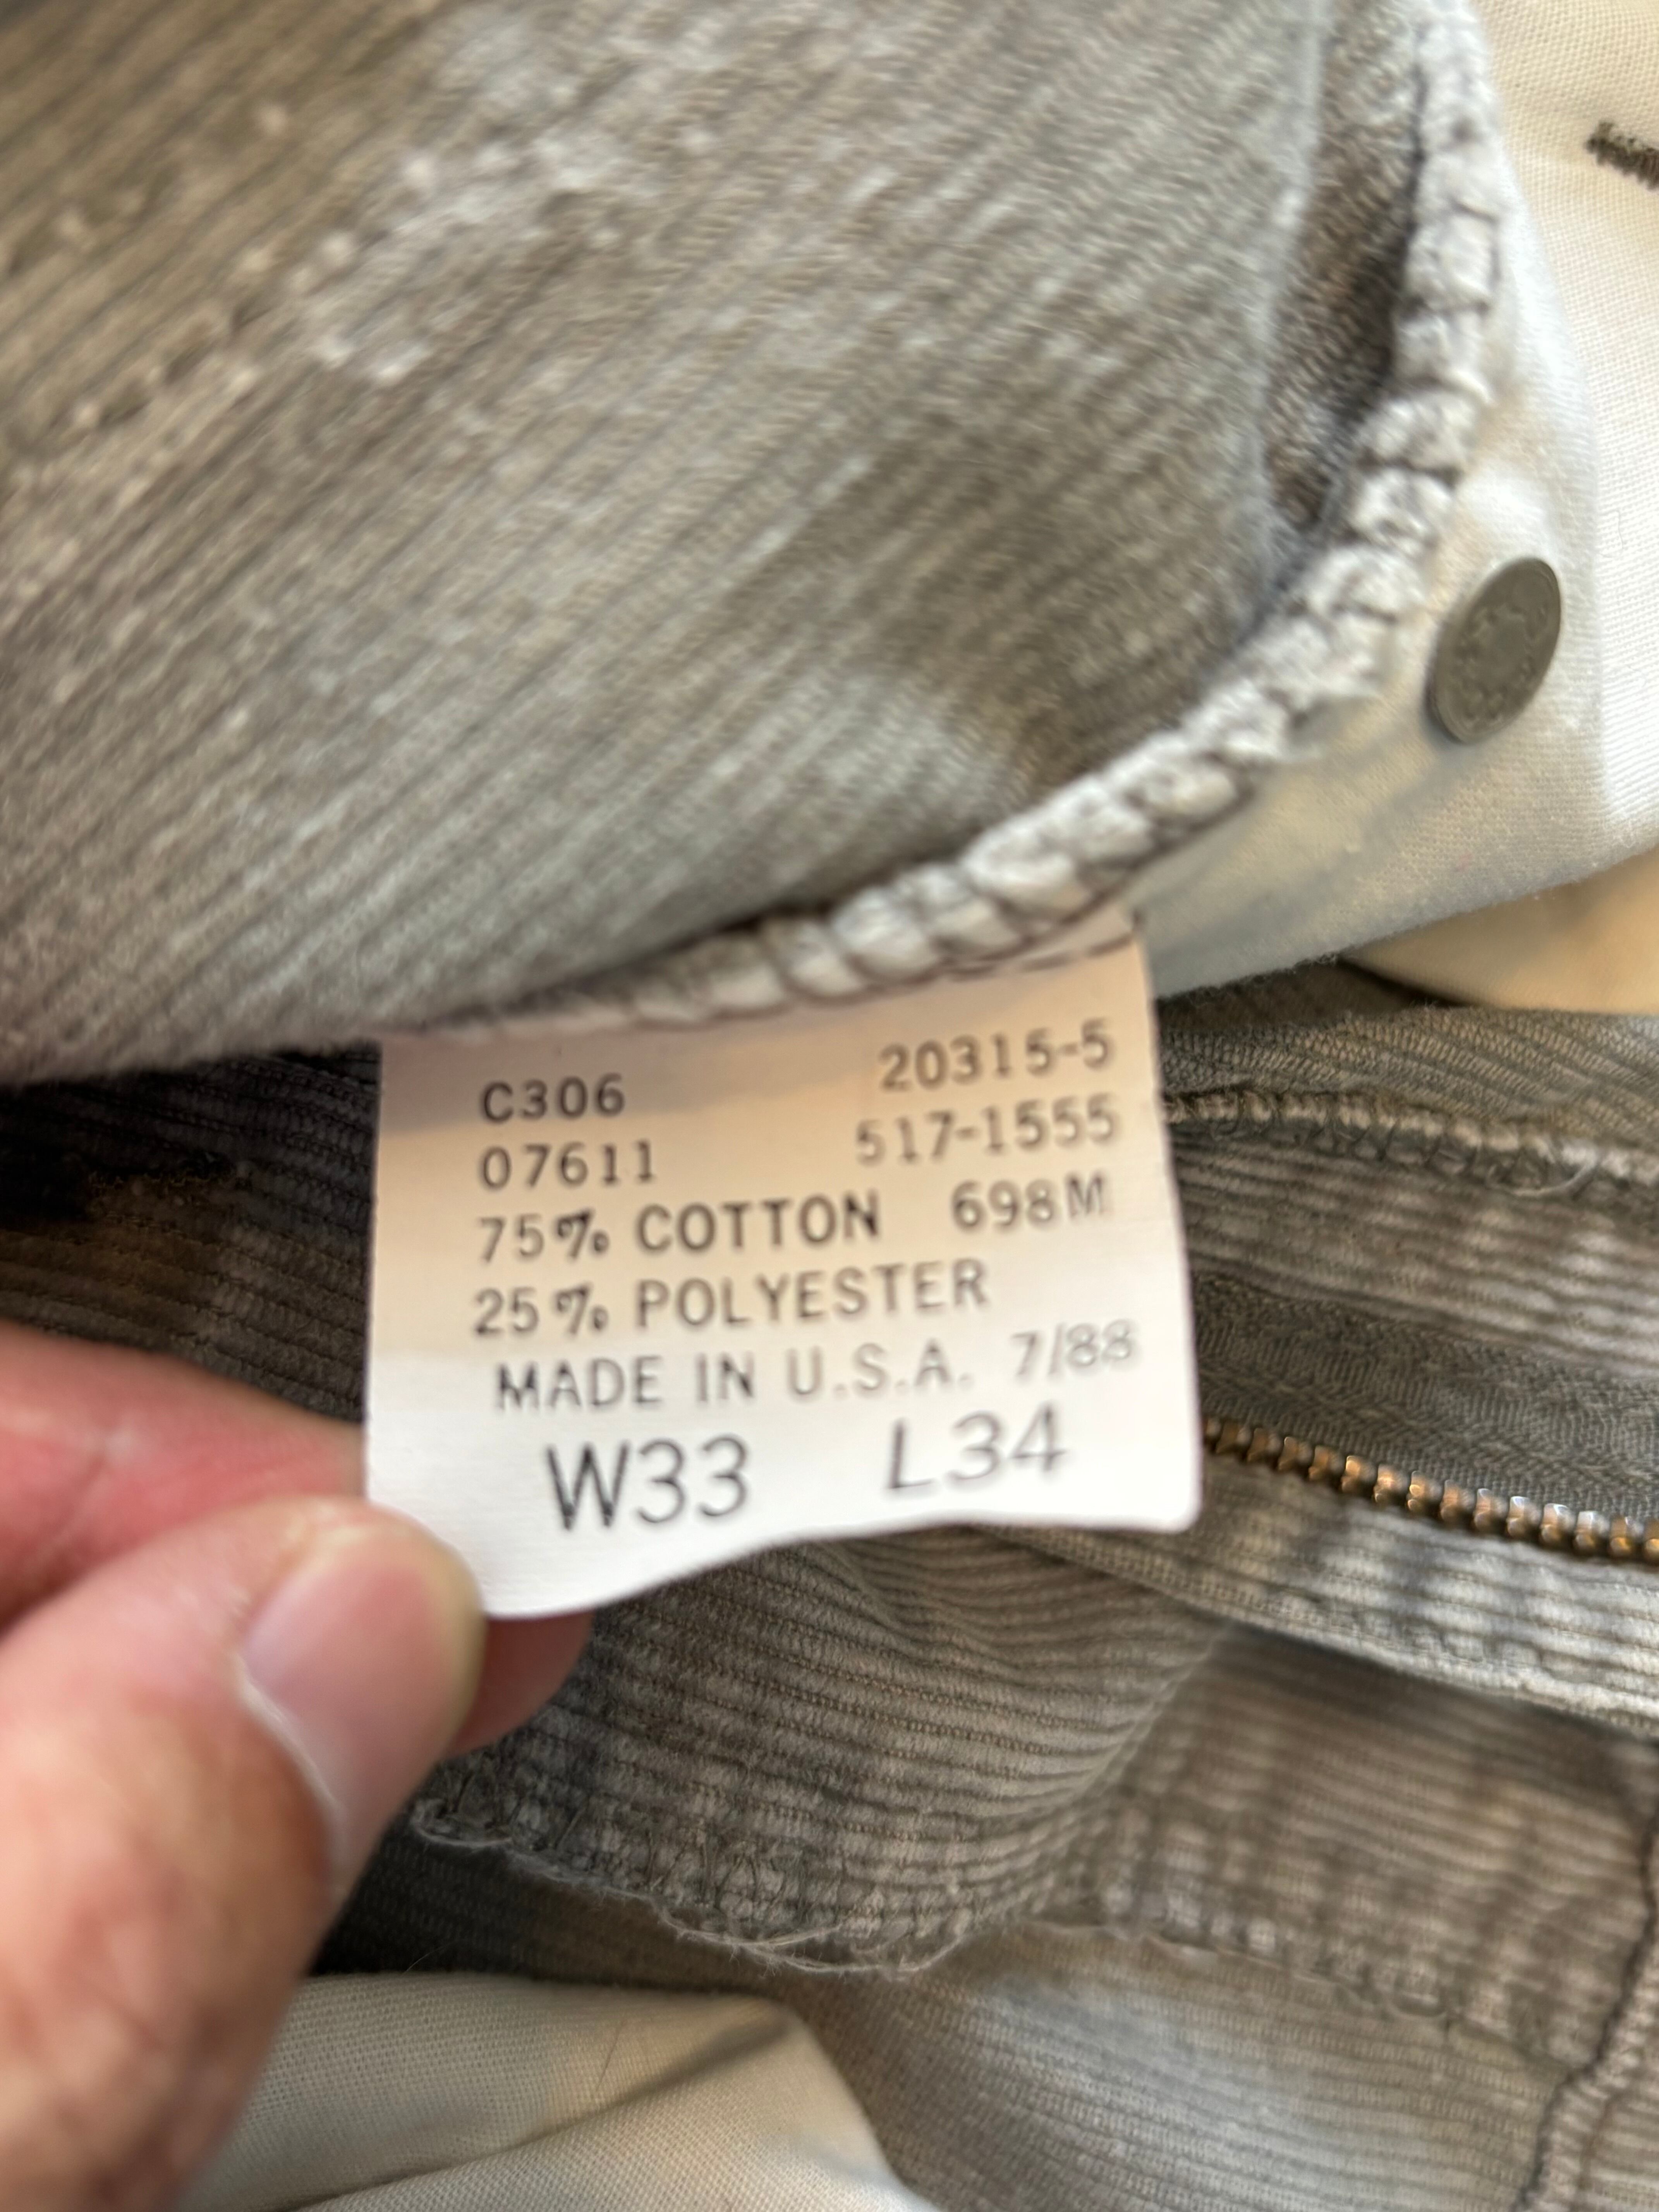 C306 20315-5
07611 517-1555
75% COTTON 698M
25% POLYESTER
MADE IN U.S.A. 7/88
W33 L34